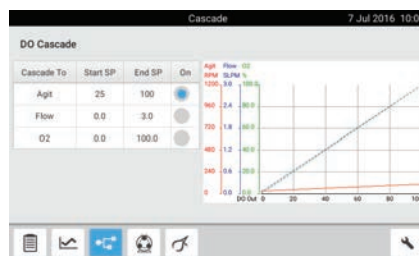 Cascade 7 Jul 2016 10:0
DO Cascade
Cascade To Start SP End SP On
Agit 25 100
Flow 0.0 3.0
O2 0.0 100.0
Agit Flow O2
RPM SLPM %
1200 3.0 100.0
960 2.4 80.0
720 1.8 60.0
480 1.2 40.0
240 0.6 20.0
0 0.0 0.0
DO Out 0 20 40 60 80 100